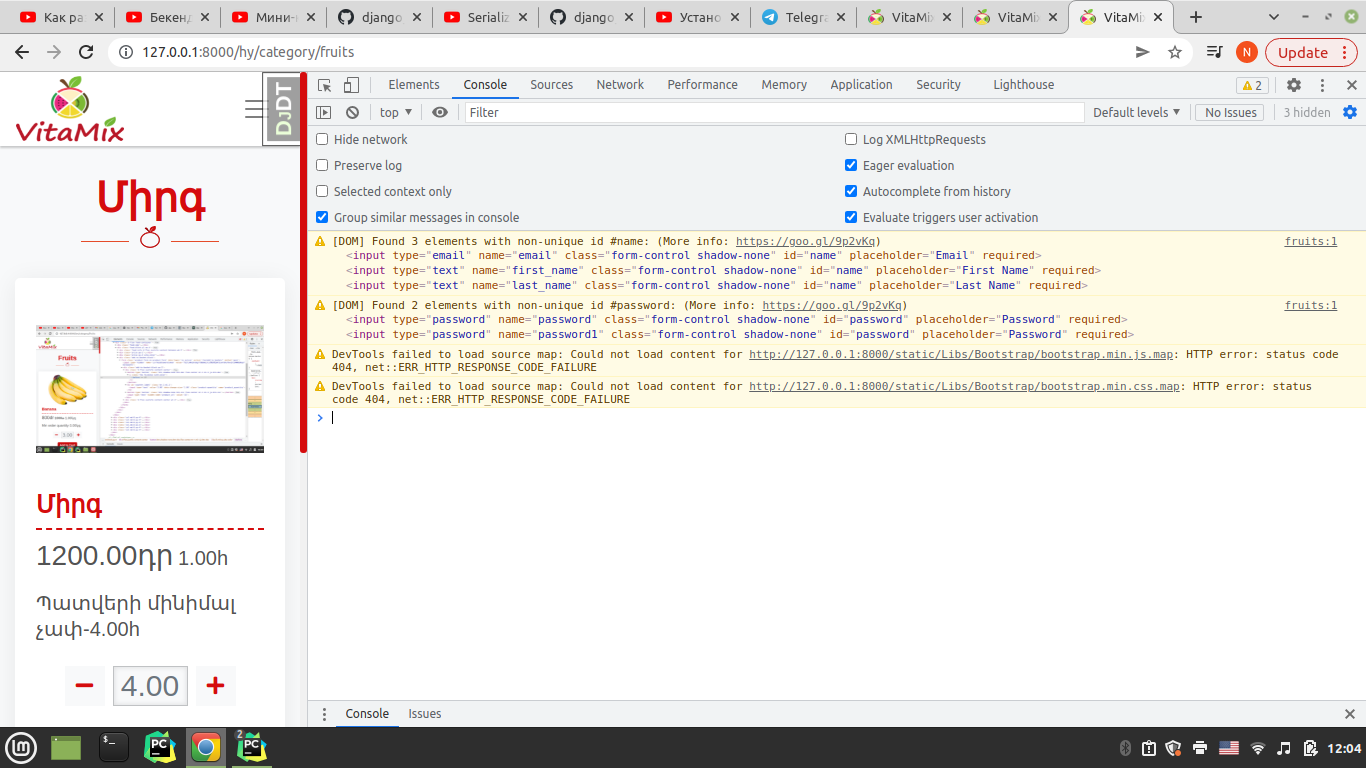 Как ра
Бекенд
Мини-
django
Serializ
django
Устано
Telegra
VitaMix
VitaMix
VitaMix
127.0.0.1:8000/hy/category/fruits
N
Update
VitaMix
DJDT
Միրգ
Fruits
Banana
Միրգ
1200.00դր 1.00հ
Պատվերի մինիմալ
չափ-4.00հ
4.00
Elements Console Sources Network Performance Memory Application Security Lighthouse 2
top Filter Default levels No Issues 3 hidden
Hide network
Log XMLHttpRequests
Preserve log
Eager evaluation
Selected context only
Autocomplete from history
Group similar messages in console
Evaluate triggers user activation
[DOM] Found 3 elements with non-unique id #name: (More info: https://goo.gl/9p2vKq) fruits:1
<input type="email" name="email" class="form-control shadow-none" id="name" placeholder="Email" required>
<input type="text" name="first_name" class="form-control shadow-none" id="name" placeholder="First Name" required>
<input type="text" name="last_name" class="form-control shadow-none" id="name" placeholder="Last Name" required>
[DOM] Found 2 elements with non-unique id #password: (More info: https://goo.gl/9p2vKq) fruits:1
<input type="password" name="password" class="form-control shadow-none" id="password" placeholder="Password" required>
<input type="password" name="password1" class="form-control shadow-none" id="password" placeholder="Password" required>
DevTools failed to load source map: Could not load content for http://127.0.0.1:8000/static/Libs/Bootstrap/bootstrap.min.js.map: HTTP error: status code
404, net::ERR_HTTP_RESPONSE_CODE_FAILURE
DevTools failed to load source map: Could not load content for http://127.0.0.1:8000/static/Libs/Bootstrap/bootstrap.min.css.map: HTTP error: status
code 404, net::ERR_HTTP_RESPONSE_CODE_FAILURE
Console Issues
PC
2
PC
12:04